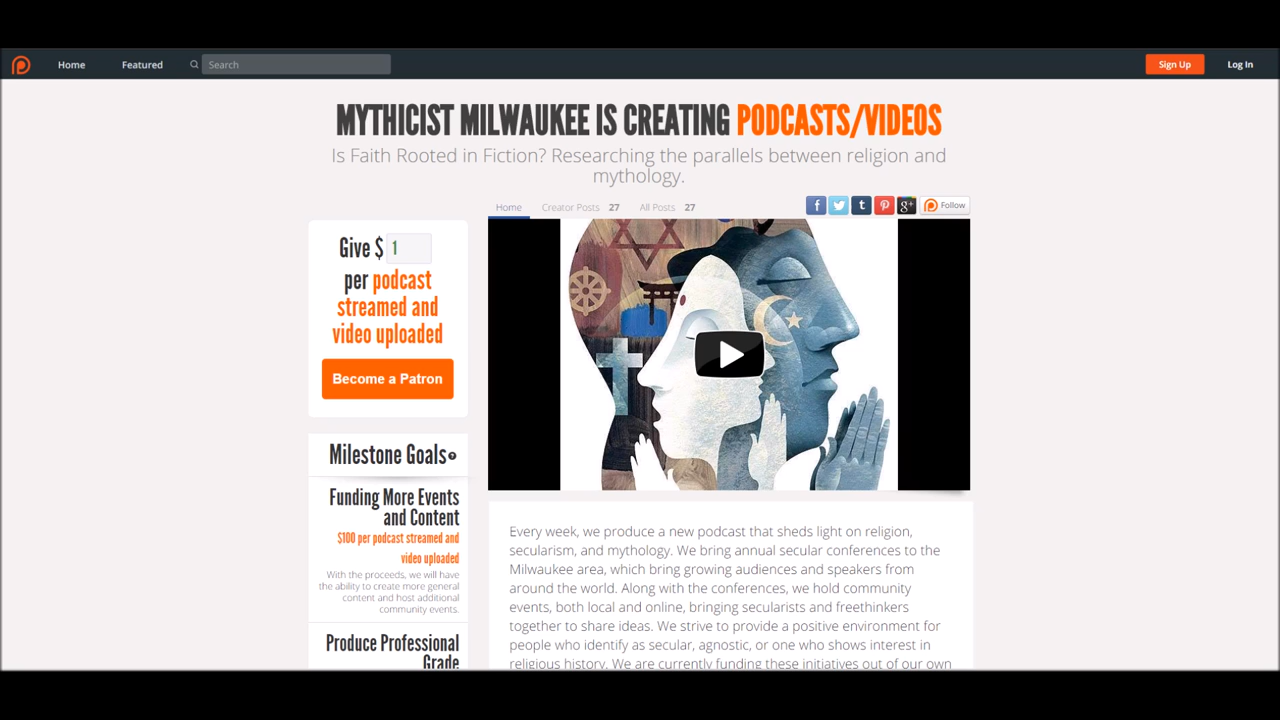 Home Featured Search Sign Up Log In
MYTHICIST MILWAUKEE IS CREATING PODCASTS/VIDEOS
Is Faith Rooted in Fiction? Researching the parallels between religion and
mythology.
Home Creator Posts 27 All Posts 27
f t g+ Follow
Give $ 1
per podcast
streamed and
video uploaded
Become a Patron
Milestone Goals ?
Funding More Events
and Content
$100 per podcast streamed and
video uploaded
With the proceeds, we will have
the ability to create more general
content and host additional
community events.
Produce Professional
Grade
Every week, we produce a new podcast that sheds light on religion,
secularism, and mythology. We bring annual secular conferences to the
Milwaukee area, which bring growing audiences and speakers from
around the world. Along with the conferences, we hold community
events, both local and online, bringing secularists and freethinkers
together to share ideas. We strive to provide a positive environment for
people who identify as secular, agnostic, or one who shows interest in
religious history. We are currently funding these initiatives out of our own